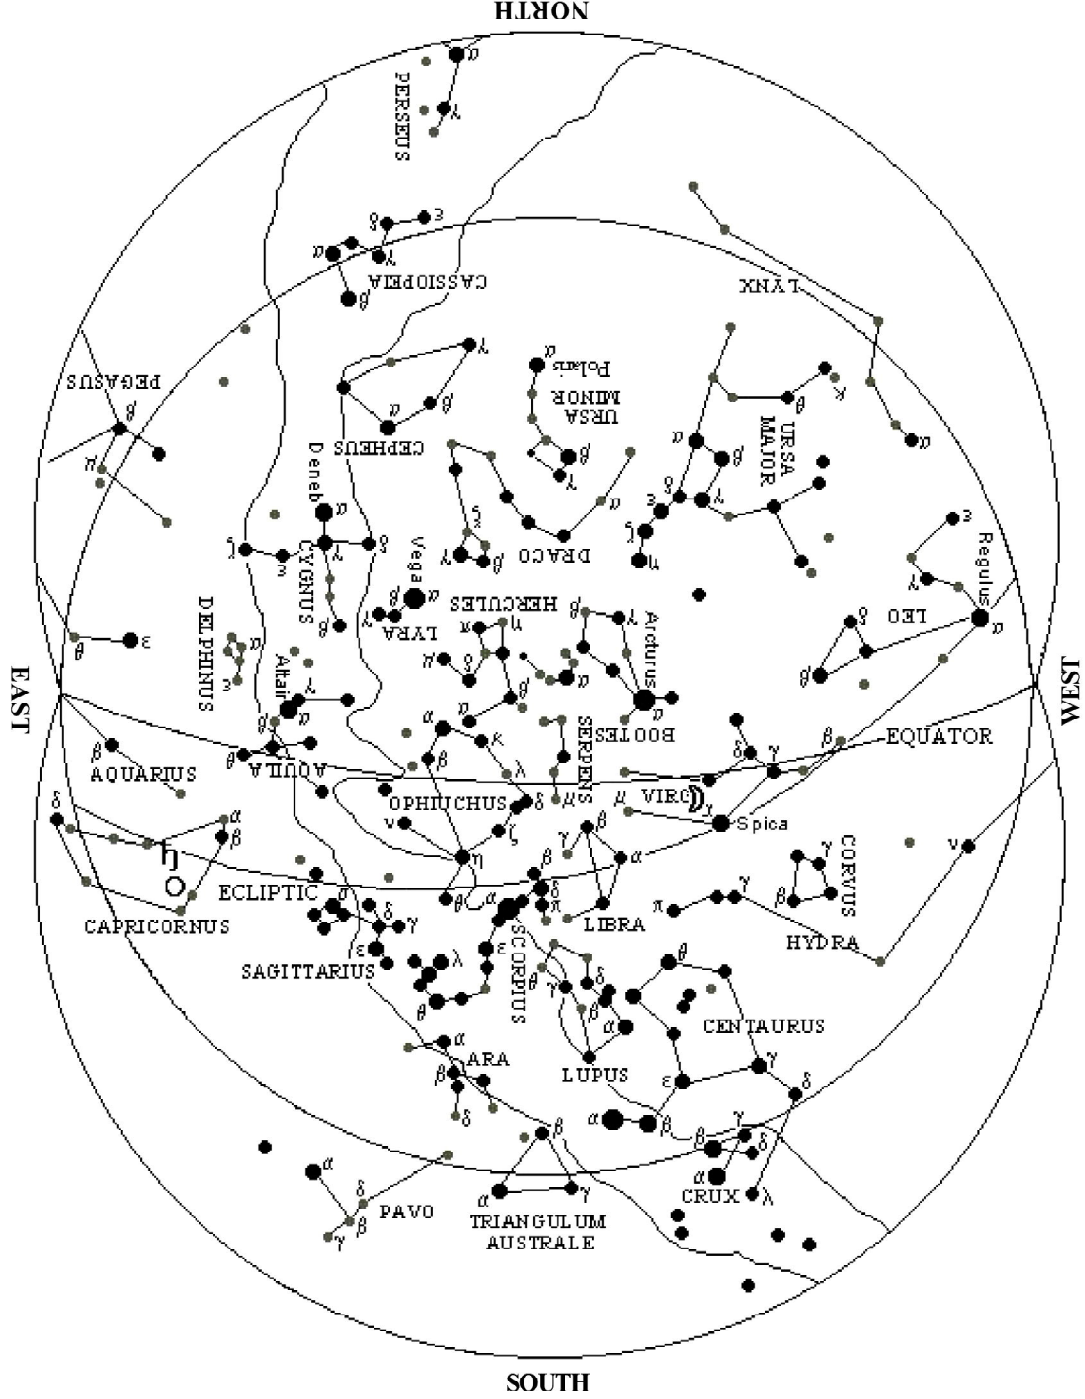 NORTH
α
PERSEUS
γ
δ ε
α γ
CASSIOPEIA
β
LYNX
γ
α
Polaris
URSA
MINOR
β
γ
α
β
CEPHEUS
κ
θ
URSA
MAJOR
α
β
γ
δ
ε
ζ
η
α
PEGASUS
β
μ
Deneb
α
γ
δ
ε
ζ
CYGNUS
β
ξ
γ
β
α
DRACO
Vega
α
β
LYRA
ε
γ
Regulus
α
LEO
δ
β
HERCULES
π
η
μ
δ
β
α
β
γ
α
Arcturus
α
BOOTES
DELPHINUS
α
ε
Altair
γ
α
β
θ
AQUILA
θ
ε
EAST
WEST
EQUATOR
β
AQUARIUS
α
κ
β
λ
OPHIUCHUS
δ
ν
ζ
η
θ
SERPENS
μ
μ
VIRO
δ
γ
β
χ
Spica
δ
α
β
♄
CAPRICORNUS
ECLIPTIC
γ
β
α
LIBRA
β
δ
π
α
SCORPIUS
ε
λ
θ
σ
δ
γ
ε
SAGITTARIUS
γ
β
CORVUS
ν
π
γ
HYDRA
θ
γ
δ
β
α
LUPUS
θ
CENTAURUS
ε
γ
δ
α
β
α
β
ARA
δ
γ
β
δ
α
CRUX
λ
β
α
γ
TRIANGULUM
AUSTRALE
α
δ
β
γ
PAVO
SOUTH